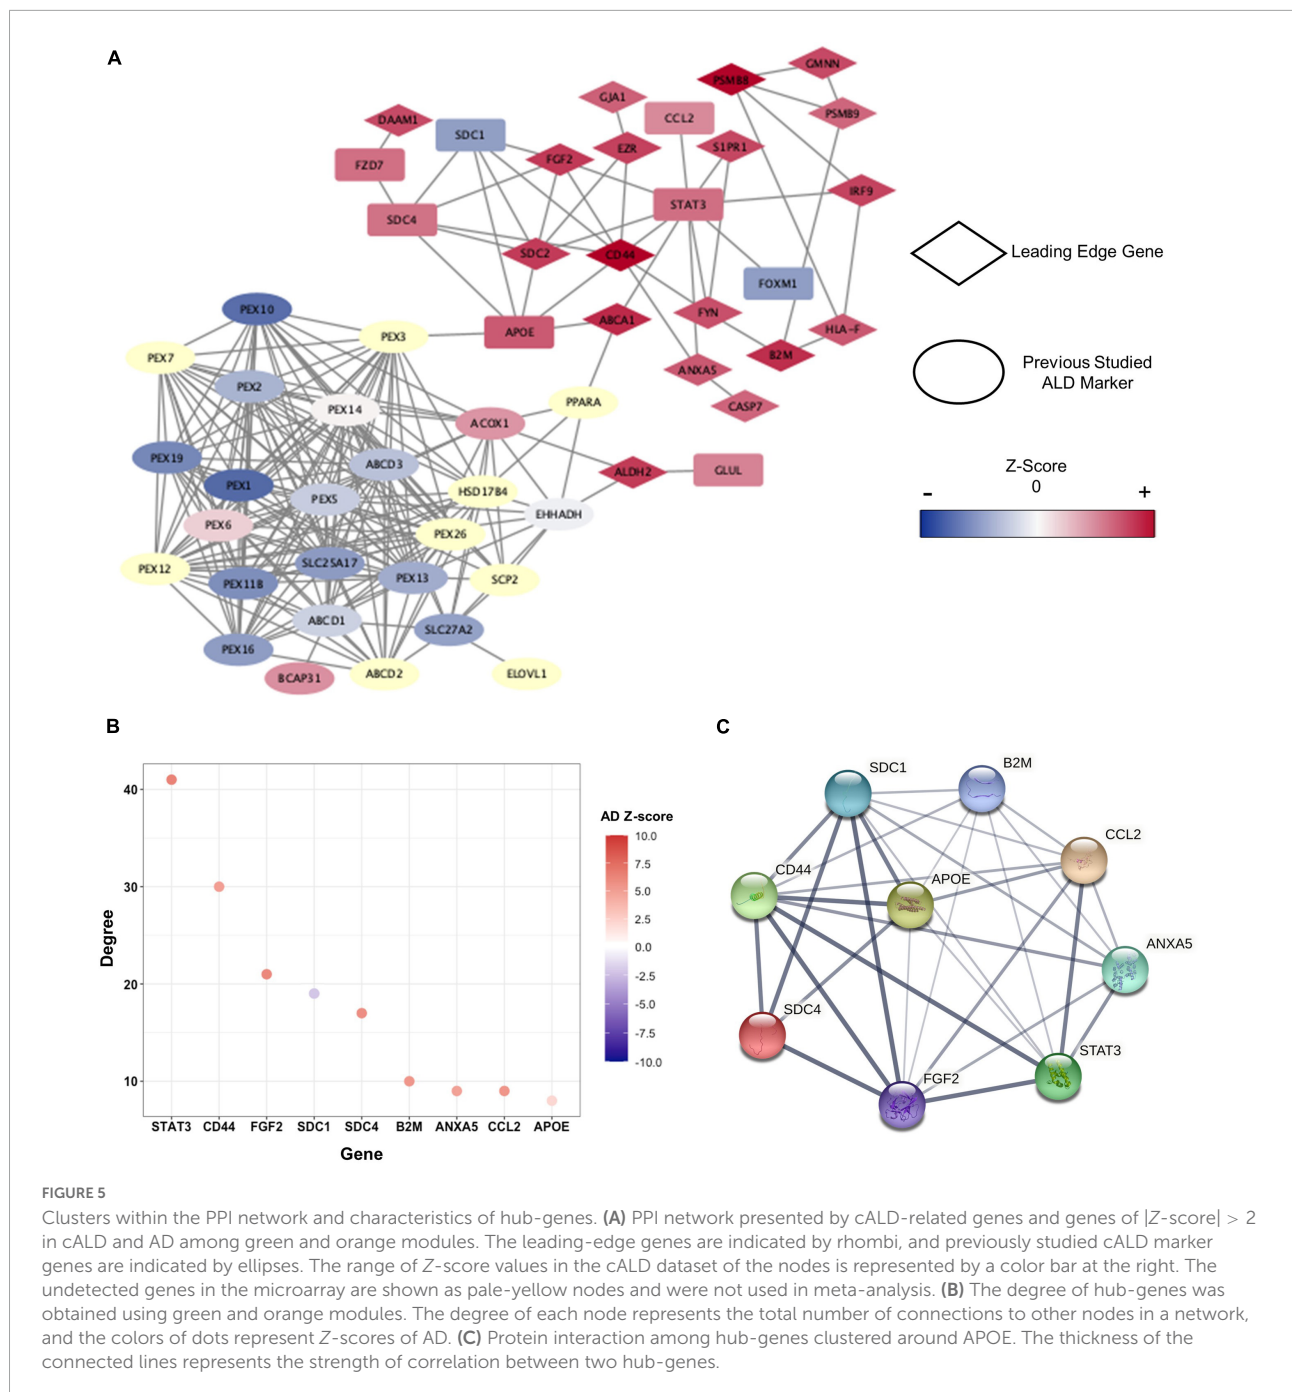 A
PSMB8
GMNN
GJA1
CCL2
PSMB9
DAAM1
SDC1
FGF2
EZR
S1PR1
FZD7
IRF9
SDC4
STAT3
SDC2
CD44
FOXM1
Leading Edge Gene
PEX10
PEX3
APOE
ABCA1
FYN
HLA-F
B2M
PEX7
PEX2
ANXA5
Previous Studied
ALD Marker
PEX14
ACOX1
PPARA
CASP7
PEX19
ABCD3
ALDH2
GLUL
Z-Score
- 0 +
PEX1
PEX5
HSD17B4
EHHADH
PEX6
PEX26
PEX12
SLC25A17
PEX11B
PEX13
SCP2
ABCD1
SLC27A2
PEX16
BCAP31
ABCD2
ELOVL1
B
Degree
40
30
20
10
STAT3 CD44 FGF2 SDC1 SDC4 B2M ANXA5 CCL2 APOE
Gene
AD Z-score
10.0
7.5
5.0
2.5
0.0
-2.5
-5.0
-7.5
-10.0
C
SDC1
B2M
CCL2
CD44
APOE
ANXA5
SDC4
STAT3
FGF2
FIGURE 5
Clusters within the PPI network and characteristics of hub-genes. (A) PPI network presented by cALD-related genes and genes of |Z-score| > 2
in cALD and AD among green and orange modules. The leading-edge genes are indicated by rhombi, and previously studied cALD marker
genes are indicated by ellipses. The range of Z-score values in the cALD dataset of the nodes is represented by a color bar at the right. The
undetected genes in the microarray are shown as pale-yellow nodes and were not used in meta-analysis. (B) The degree of hub-genes was
obtained using green and orange modules. The degree of each node represents the total number of connections to other nodes in a network,
and the colors of dots represent Z-scores of AD. (C) Protein interaction among hub-genes clustered around APOE. The thickness of the
connected lines represents the strength of correlation between two hub-genes.